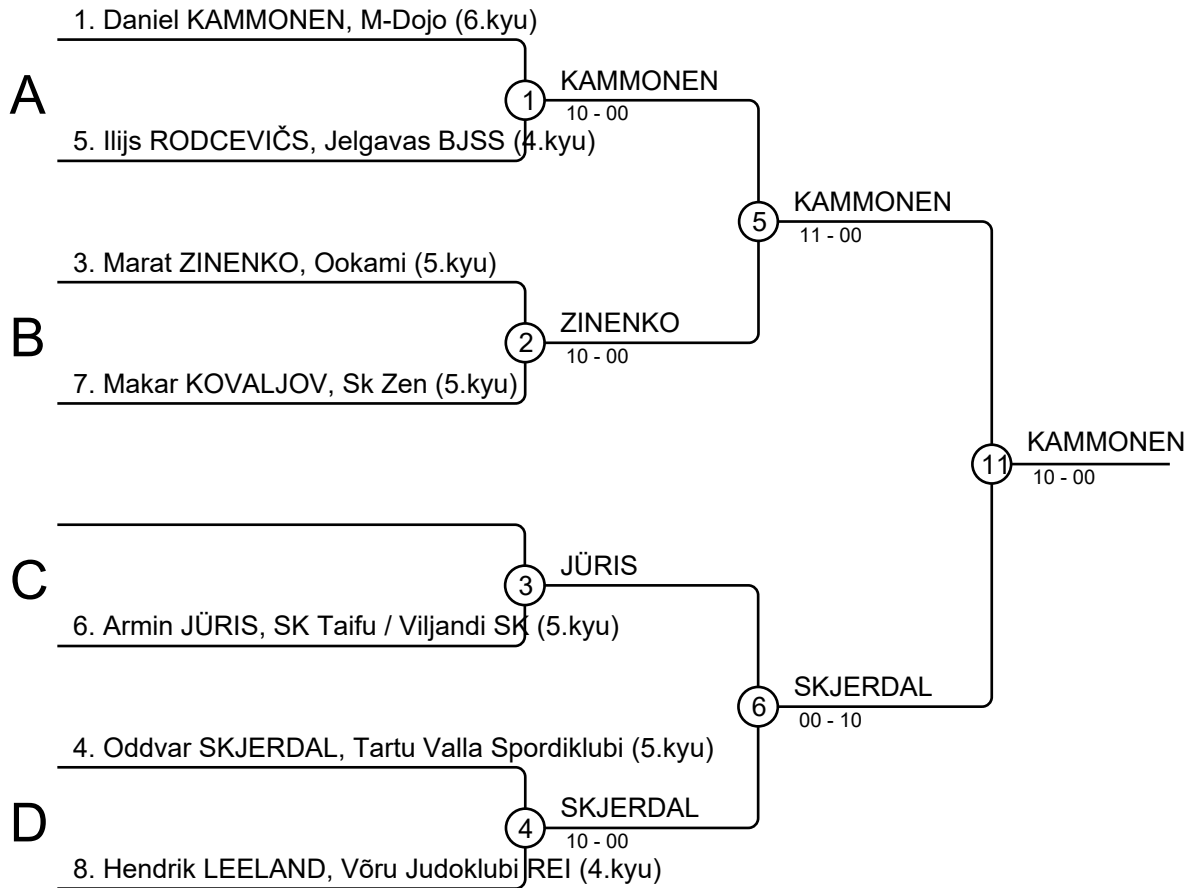 1. Daniel KAMMONEN, M-Dojo (6.kyu)
A
1
KAMMONEN
10 - 00
5. Ilijs RODCEVIČS, Jelgavas BJSS (4.kyu)
5
KAMMONEN
11 - 00
3. Marat ZINENKO, Ookami (5.kyu)
B
2
ZINENKO
10 - 00
7. Makar KOVALJOV, Sk Zen (5.kyu)
11
KAMMONEN
10 - 00
C
3
JÜRIS
6. Armin JÜRIS, SK Taifu / Viljandi SK (5.kyu)
6
SKJERDAL
00 - 10
4. Oddvar SKJERDAL, Tartu Valla Spordiklubi (5.kyu)
D
4
SKJERDAL
10 - 00
8. Hendrik LEELAND, Võru Judoklubi REI (4.kyu)